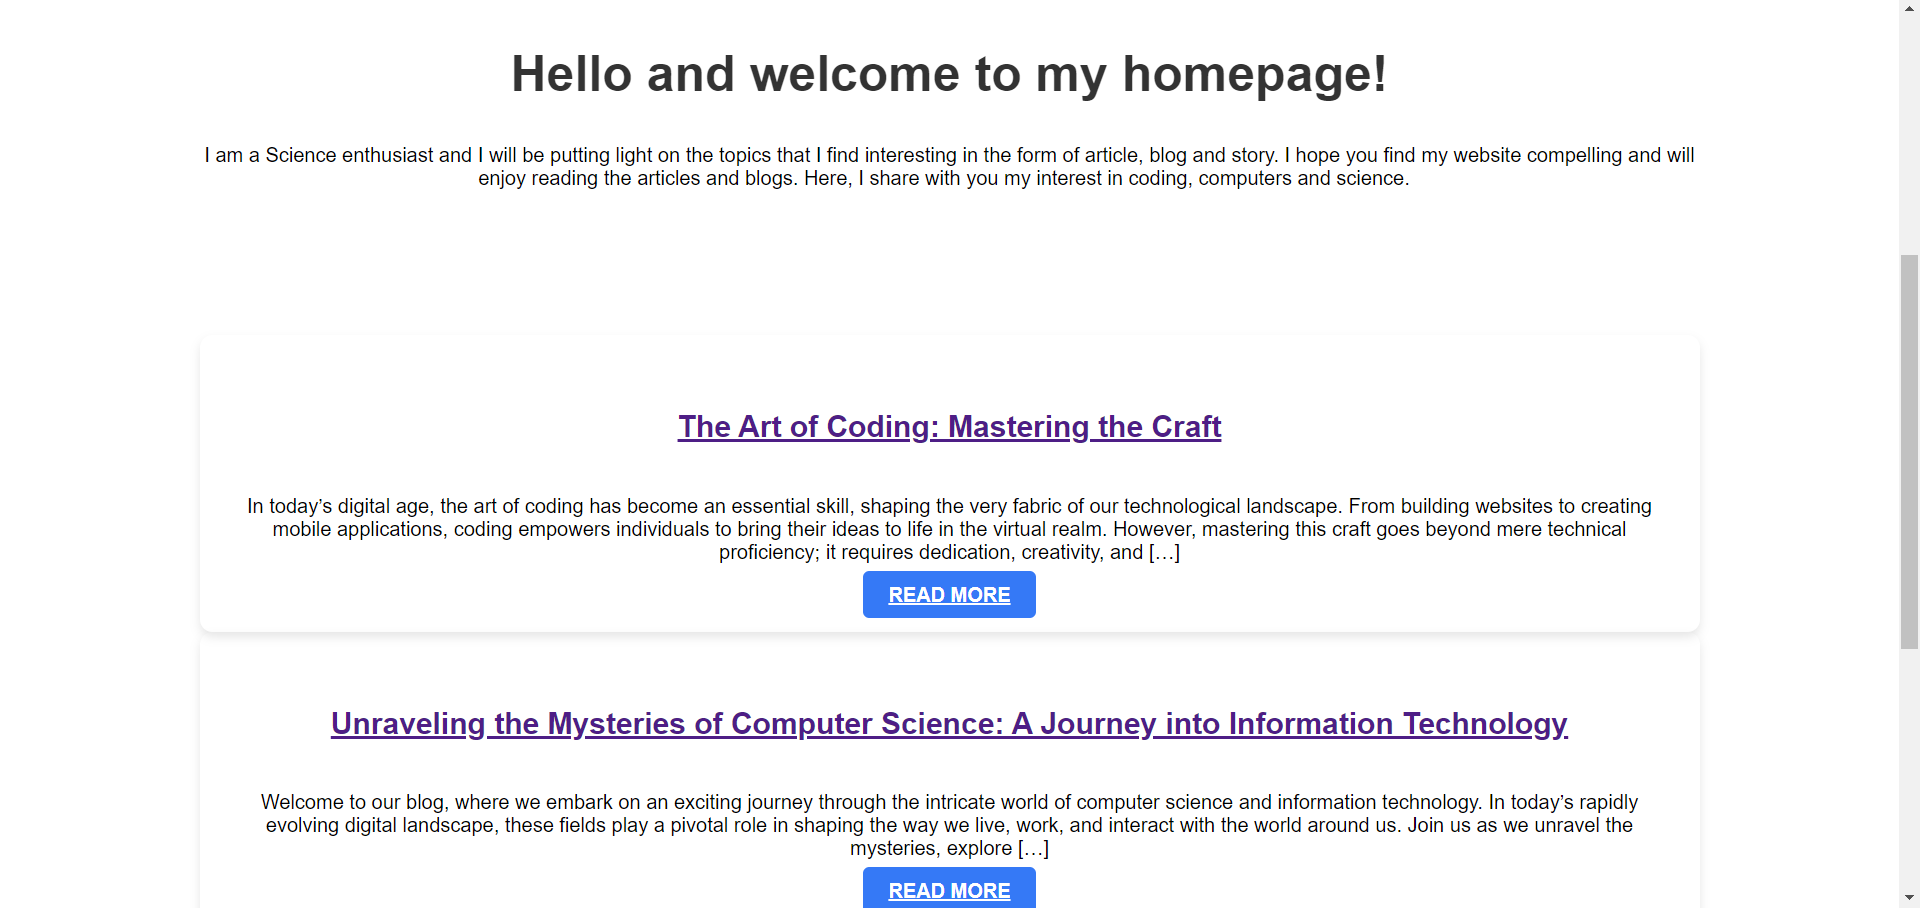 Hello and welcome to my homepage!
I am a Science enthusiast and I will be putting light on the topics that I find interesting in the form of article, blog and story. I hope you find my website compelling and will
enjoy reading the articles and blogs. Here, I share with you my interest in coding, computers and science.
The Art of Coding: Mastering the Craft
In today’s digital age, the art of coding has become an essential skill, shaping the very fabric of our technological landscape. From building websites to creating
mobile applications, coding empowers individuals to bring their ideas to life in the virtual realm. However, mastering this craft goes beyond mere technical
proficiency; it requires dedication, creativity, and […]
READ MORE
Unraveling the Mysteries of Computer Science: A Journey into Information Technology
Welcome to our blog, where we embark on an exciting journey through the intricate world of computer science and information technology. In today’s rapidly
evolving digital landscape, these fields play a pivotal role in shaping the way we live, work, and interact with the world around us. Join us as we unravel the
mysteries, explore […]
READ MORE